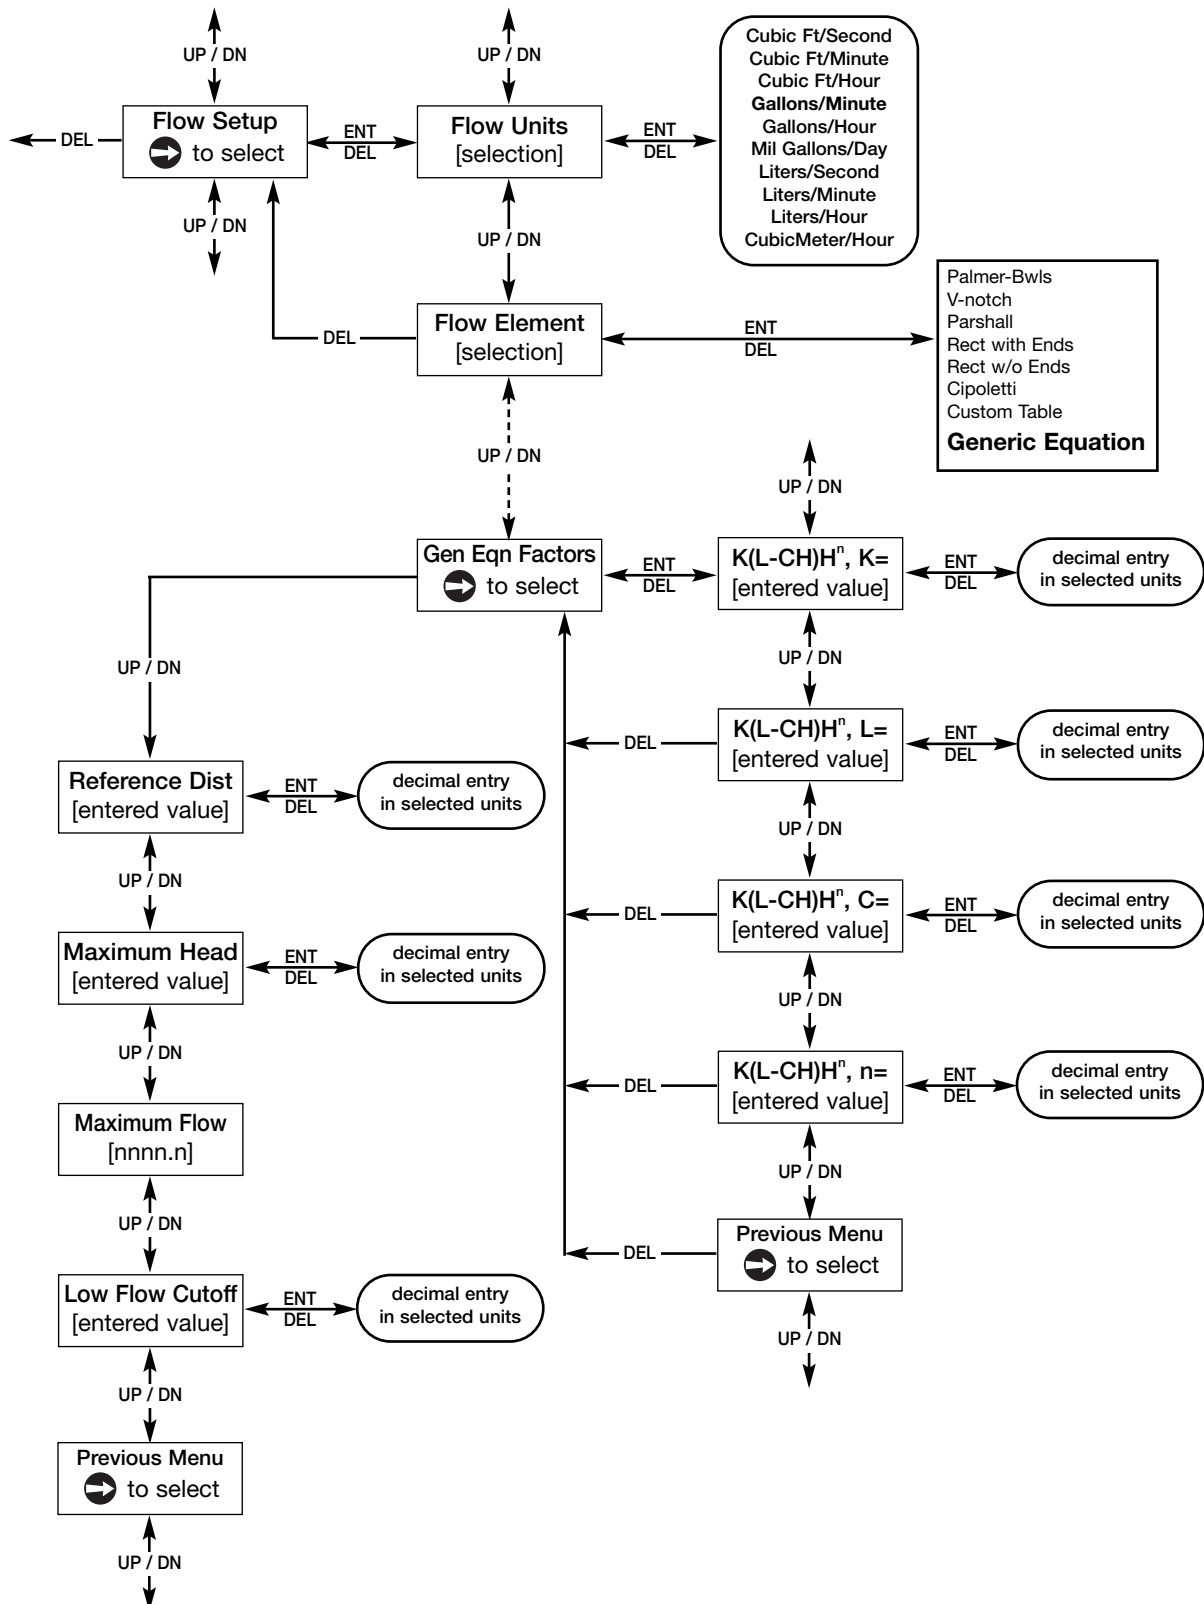 UP / DN
UP / DN
Cubic Ft/Second
Cubic Ft/Minute
Cubic Ft/Hour
Gallons/Minute
Gallons/Hour
Mil Gallons/Day
Liters/Second
Liters/Minute
Liters/Hour
CubicMeter/Hour
DEL
Flow Setup
to select
ENT
DEL
Flow Units
[selection]
ENT
DEL
UP / DN
UP / DN
DEL
Flow Element
[selection]
ENT
DEL
Palmer-Bwls
V-notch
Parshall
Rect with Ends
Rect w/o Ends
Cipoletti
Custom Table
Generic Equation
UP / DN
UP / DN
Gen Eqn Factors
to select
ENT
DEL
K(L-CH)Hⁿ, K=
[entered value]
ENT
DEL
decimal entry
in selected units
UP / DN
UP / DN
DEL
K(L-CH)Hⁿ, L=
[entered value]
ENT
DEL
decimal entry
in selected units
Reference Dist
[entered value]
ENT
DEL
decimal entry
in selected units
UP / DN
UP / DN
DEL
K(L-CH)Hⁿ, C=
[entered value]
ENT
DEL
decimal entry
in selected units
Maximum Head
[entered value]
ENT
DEL
decimal entry
in selected units
UP / DN
UP / DN
DEL
K(L-CH)Hⁿ, n=
[entered value]
ENT
DEL
decimal entry
in selected units
Maximum Flow
[nnnn.n]
UP / DN
UP / DN
DEL
Previous Menu
to select
Low Flow Cutoff
[entered value]
ENT
DEL
decimal entry
in selected units
UP / DN
UP / DN
Previous Menu
to select
UP / DN